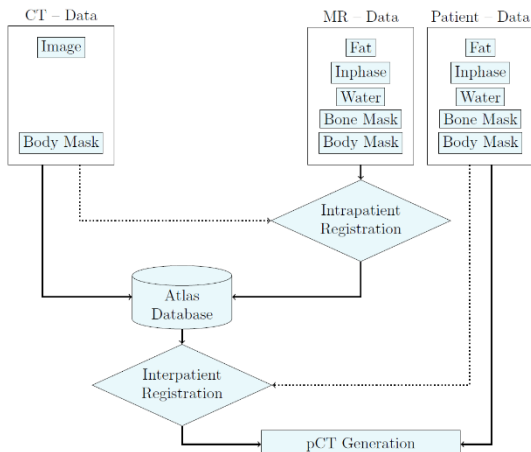 CT – Data
Image
Body Mask
MR – Data
Fat
Inphase
Water
Bone Mask
Body Mask
Patient – Data
Fat
Inphase
Water
Bone Mask
Body Mask
Intrapatient
Registration
Atlas
Database
Interpatient
Registration
pCT Generation